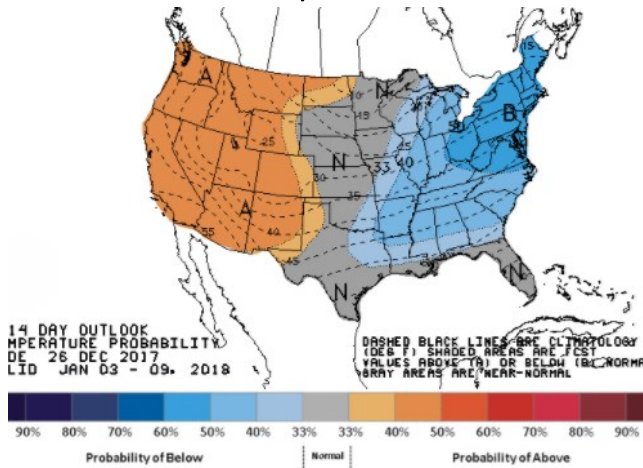 15
A
N
B
25
N
33 40
30
35
A
55
40
45
N
N
14 DAY OUTLOOK
MPERATURE PROBABILITY
DE 26 DEC 2017
LID JAN 03 - 09, 2018
DASHED BLACK LINES ARE CLIMATOLOGY
(DEG F) SHADED AREAS ARE FCST
VALUES ABOVE (A) OR BELOW (B) NORMA
GRAY AREAS ARE NEAR-NORMAL
90% 80% 70% 60% 50% 40% 33% 33% 40% 50% 60% 70% 80% 90%
Probability of Below Normal Probability of Above